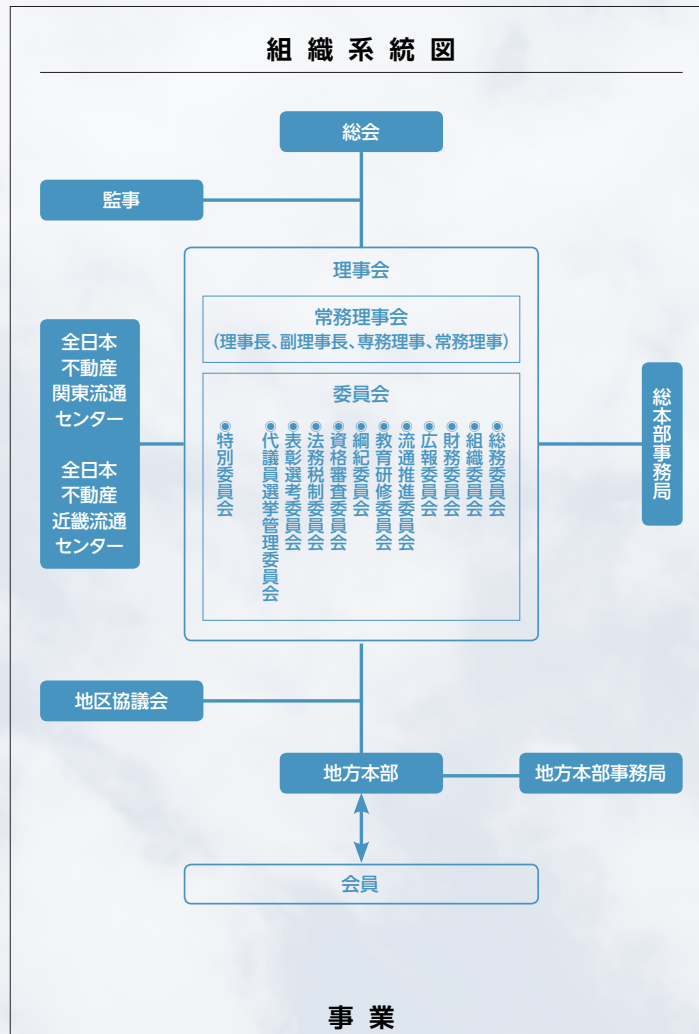 組織系統図
総会
監事
理事会
常務理事会
(理事長、副理事長、専務理事、常務理事)
委員会
◉総務委員会
◉組織委員会
◉財務委員会
◉広報委員会
◉流通推進委員会
◉教育研修委員会
◉綱紀委員会
◉資格審査委員会
◉法務税制委員会
◉表彰選考委員会
◉代議員選挙管理委員会
◉特別委員会
全日本
不動産
関東流通
センター
全日本
不動産
近畿流通
センター
総本部事務局
地区協議会
地方本部
地方本部事務局
会員
事業